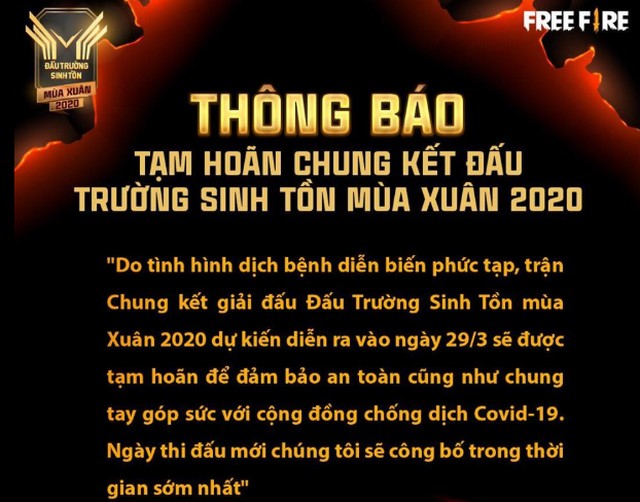 ĐẤU TRƯỜNG
SINH TỒN
MÙA XUÂN
2020
FREE FIRE
THÔNG BÁO
TẠM HOÃN CHUNG KẾT ĐẤU
TRƯỜNG SINH TỒN MÙA XUÂN 2020
"Do tình hình dịch bệnh diễn biến phức tạp, trận
Chung kết giải đấu Đấu Trường Sinh Tồn mùa
Xuân 2020 dự kiến diễn ra vào ngày 29/3 sẽ được
tạm hoãn để đảm bảo an toàn cũng như chung
tay góp sức với cộng đồng chống dịch Covid-19.
Ngày thi đấu mới chúng tôi sẽ công bố trong thời
gian sớm nhất"